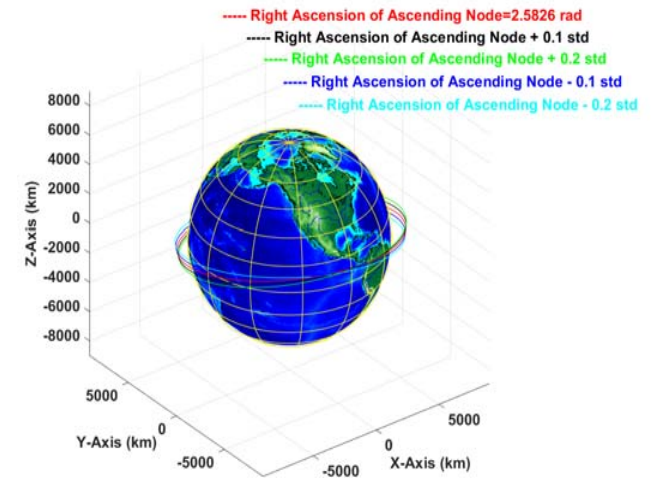 ----- Right Ascension of Ascending Node=2.5826 rad
----- Right Ascension of Ascending Node + 0.1 std
----- Right Ascension of Ascending Node + 0.2 std
----- Right Ascension of Ascending Node - 0.1 std
----- Right Ascension of Ascending Node - 0.2 std
8000
6000
4000
2000
0
-2000
-4000
-6000
-8000
Z-Axis (km)
5000
0
-5000
Y-Axis (km)
-5000
0
5000
X-Axis (km)